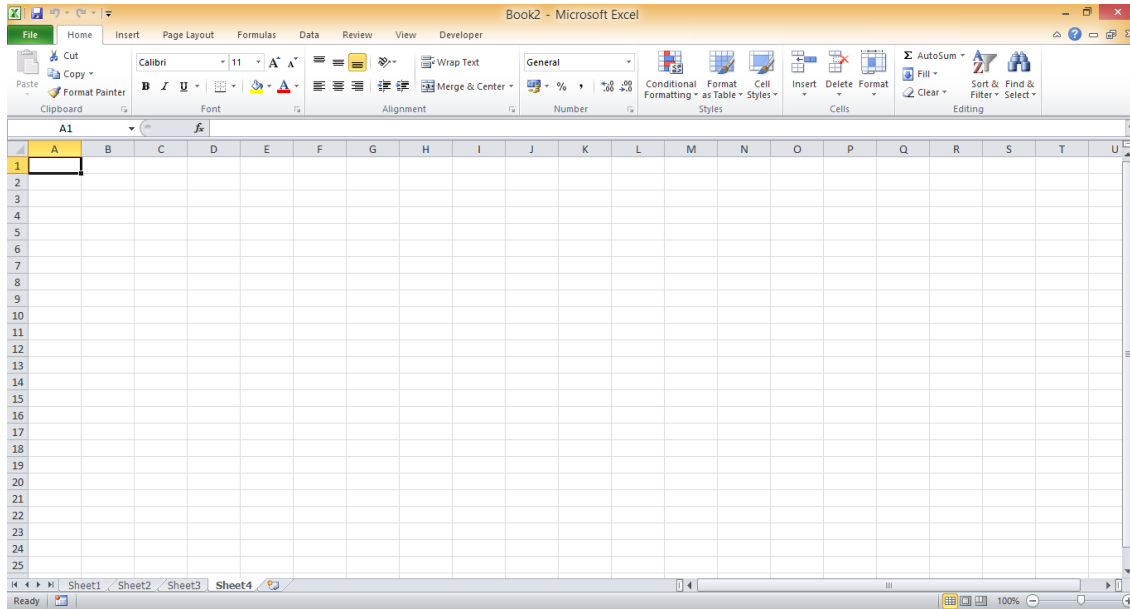 Book2 - Microsoft Excel
File Home Insert Page Layout Formulas Data Review View Developer
Cut
Copy
Format Painter
Paste
Clipboard
Calibri 11 A A
B I U A
Font
Wrap Text
Merge & Center
Alignment
General
% , .0 .00 .00 .0
Number
Conditional Formatting
Format as Table
Cell Styles
Styles
Insert Delete Format
Cells
Σ AutoSum
Fill
Clear
Sort & Filter
Find & Select
Editing
A1 fx
A B C D E F G H I J K L M N O P Q R S T U
1
2
3
4
5
6
7
8
9
10
11
12
13
14
15
16
17
18
19
20
21
22
23
24
25
Sheet1 Sheet2 Sheet3 Sheet4
Ready 100%